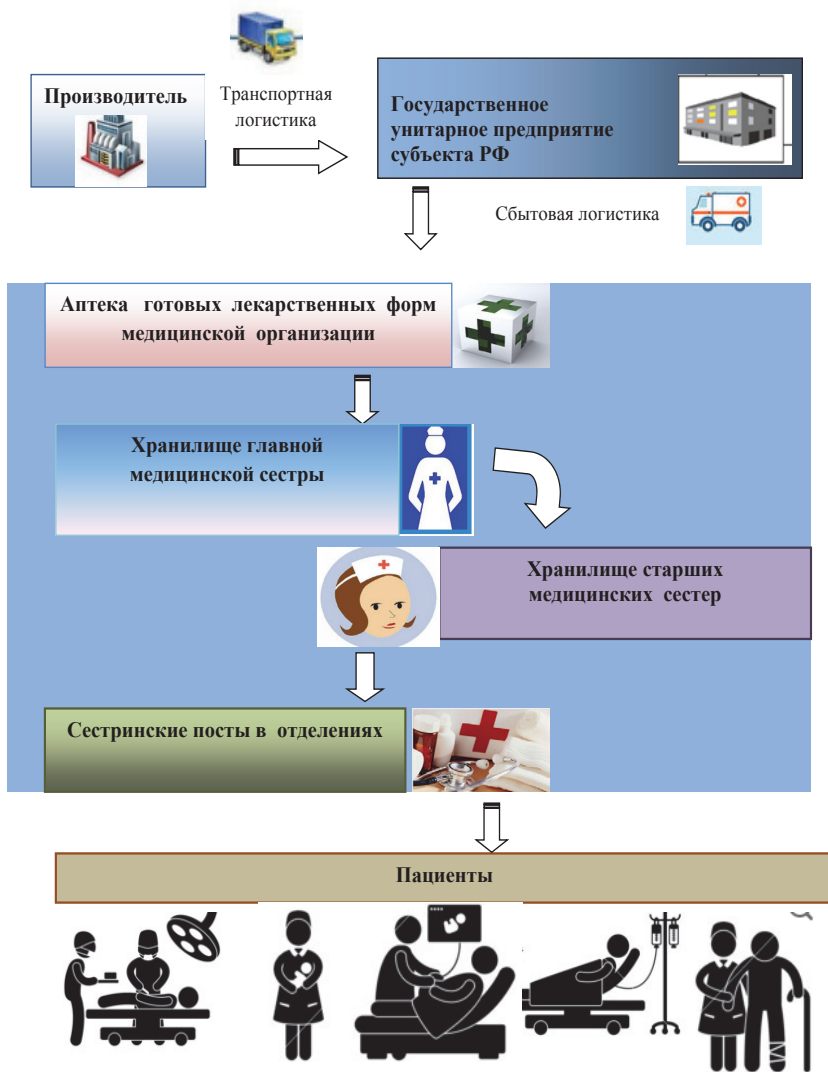 Производитель
Транспортная
логистика
Государственное
унитарное предприятие
субъекта РФ
Сбытовая логистика
Аптека готовых лекарственных форм
медицинской организации
Хранилище главной
медицинской сестры
Хранилище старших
медицинских сестер
Сестринские посты в отделениях
Пациенты